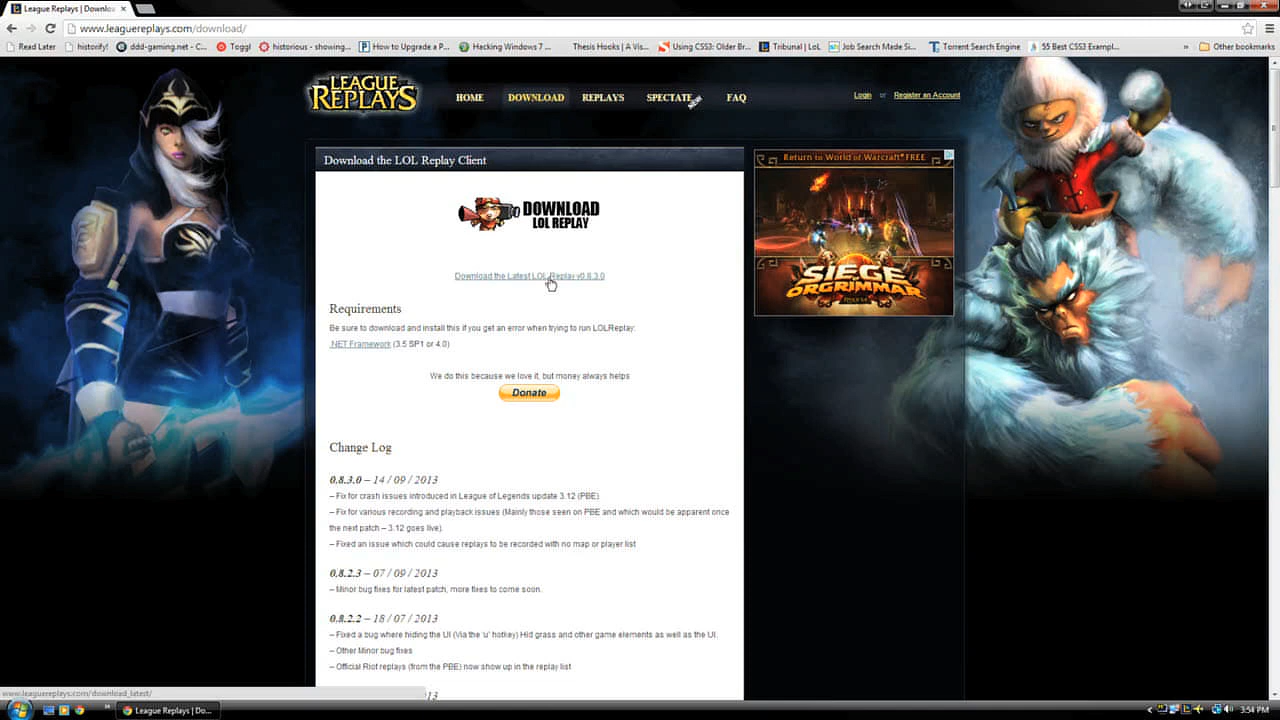 League Replays | Downloa
www.leaguereplays.com/download/
Read Later
historify!
ddd-gaming.net - C...
Toggl
historious - showing...
How to Upgrade a P...
Hacking Windows 7 ...
Thesis Hooks | A Vis...
Using CSS3: Older Br...
Tribunal | LoL
Job Search Made Si...
Torrent Search Engine
55 Best CSS3 Exampl...
»
Other bookmarks
LEAGUE REPLAYS
HOME
DOWNLOAD
REPLAYS
SPECTATE
NEW
FAQ
Login or Register an Account
Download the LOL Replay Client
DOWNLOAD
LOL REPLAY
Return to World of Warcraft® FREE
SIEGE
ORGRIMMAR
Download the Latest LOL Replay v0.8.3.0
Requirements
Be sure to download and install this if you get an error when trying to run LOLReplay:
.NET Framework (3.5 SP1 or 4.0)
We do this because we love it, but money always helps
Donate
Change Log
0.8.3.0 – 14 / 09 / 2013
– Fix for crash issues introduced in League of Legends update 3.12 (PBE).
– Fix for various recording and playback issues (Mainly those seen on PBE and which would be apparent once
the next patch – 3.12 goes live).
– Fixed an issue which could cause replays to be recorded with no map or player list
0.8.2.3 – 07 / 09 / 2013
– Minor bug fixes for latest patch, more fixes to come soon.
0.8.2.2 – 18 / 07 / 2013
– Fixed a bug where hiding the UI (Via the 'u' hotkey) Hid grass and other game elements as well as the UI.
– Other Minor bug fixes
– Official Riot replays (from the PBE) now show up in the replay list
www.leaguereplays.com/download_latest/
13
League Replays | Do...
3:54 PM